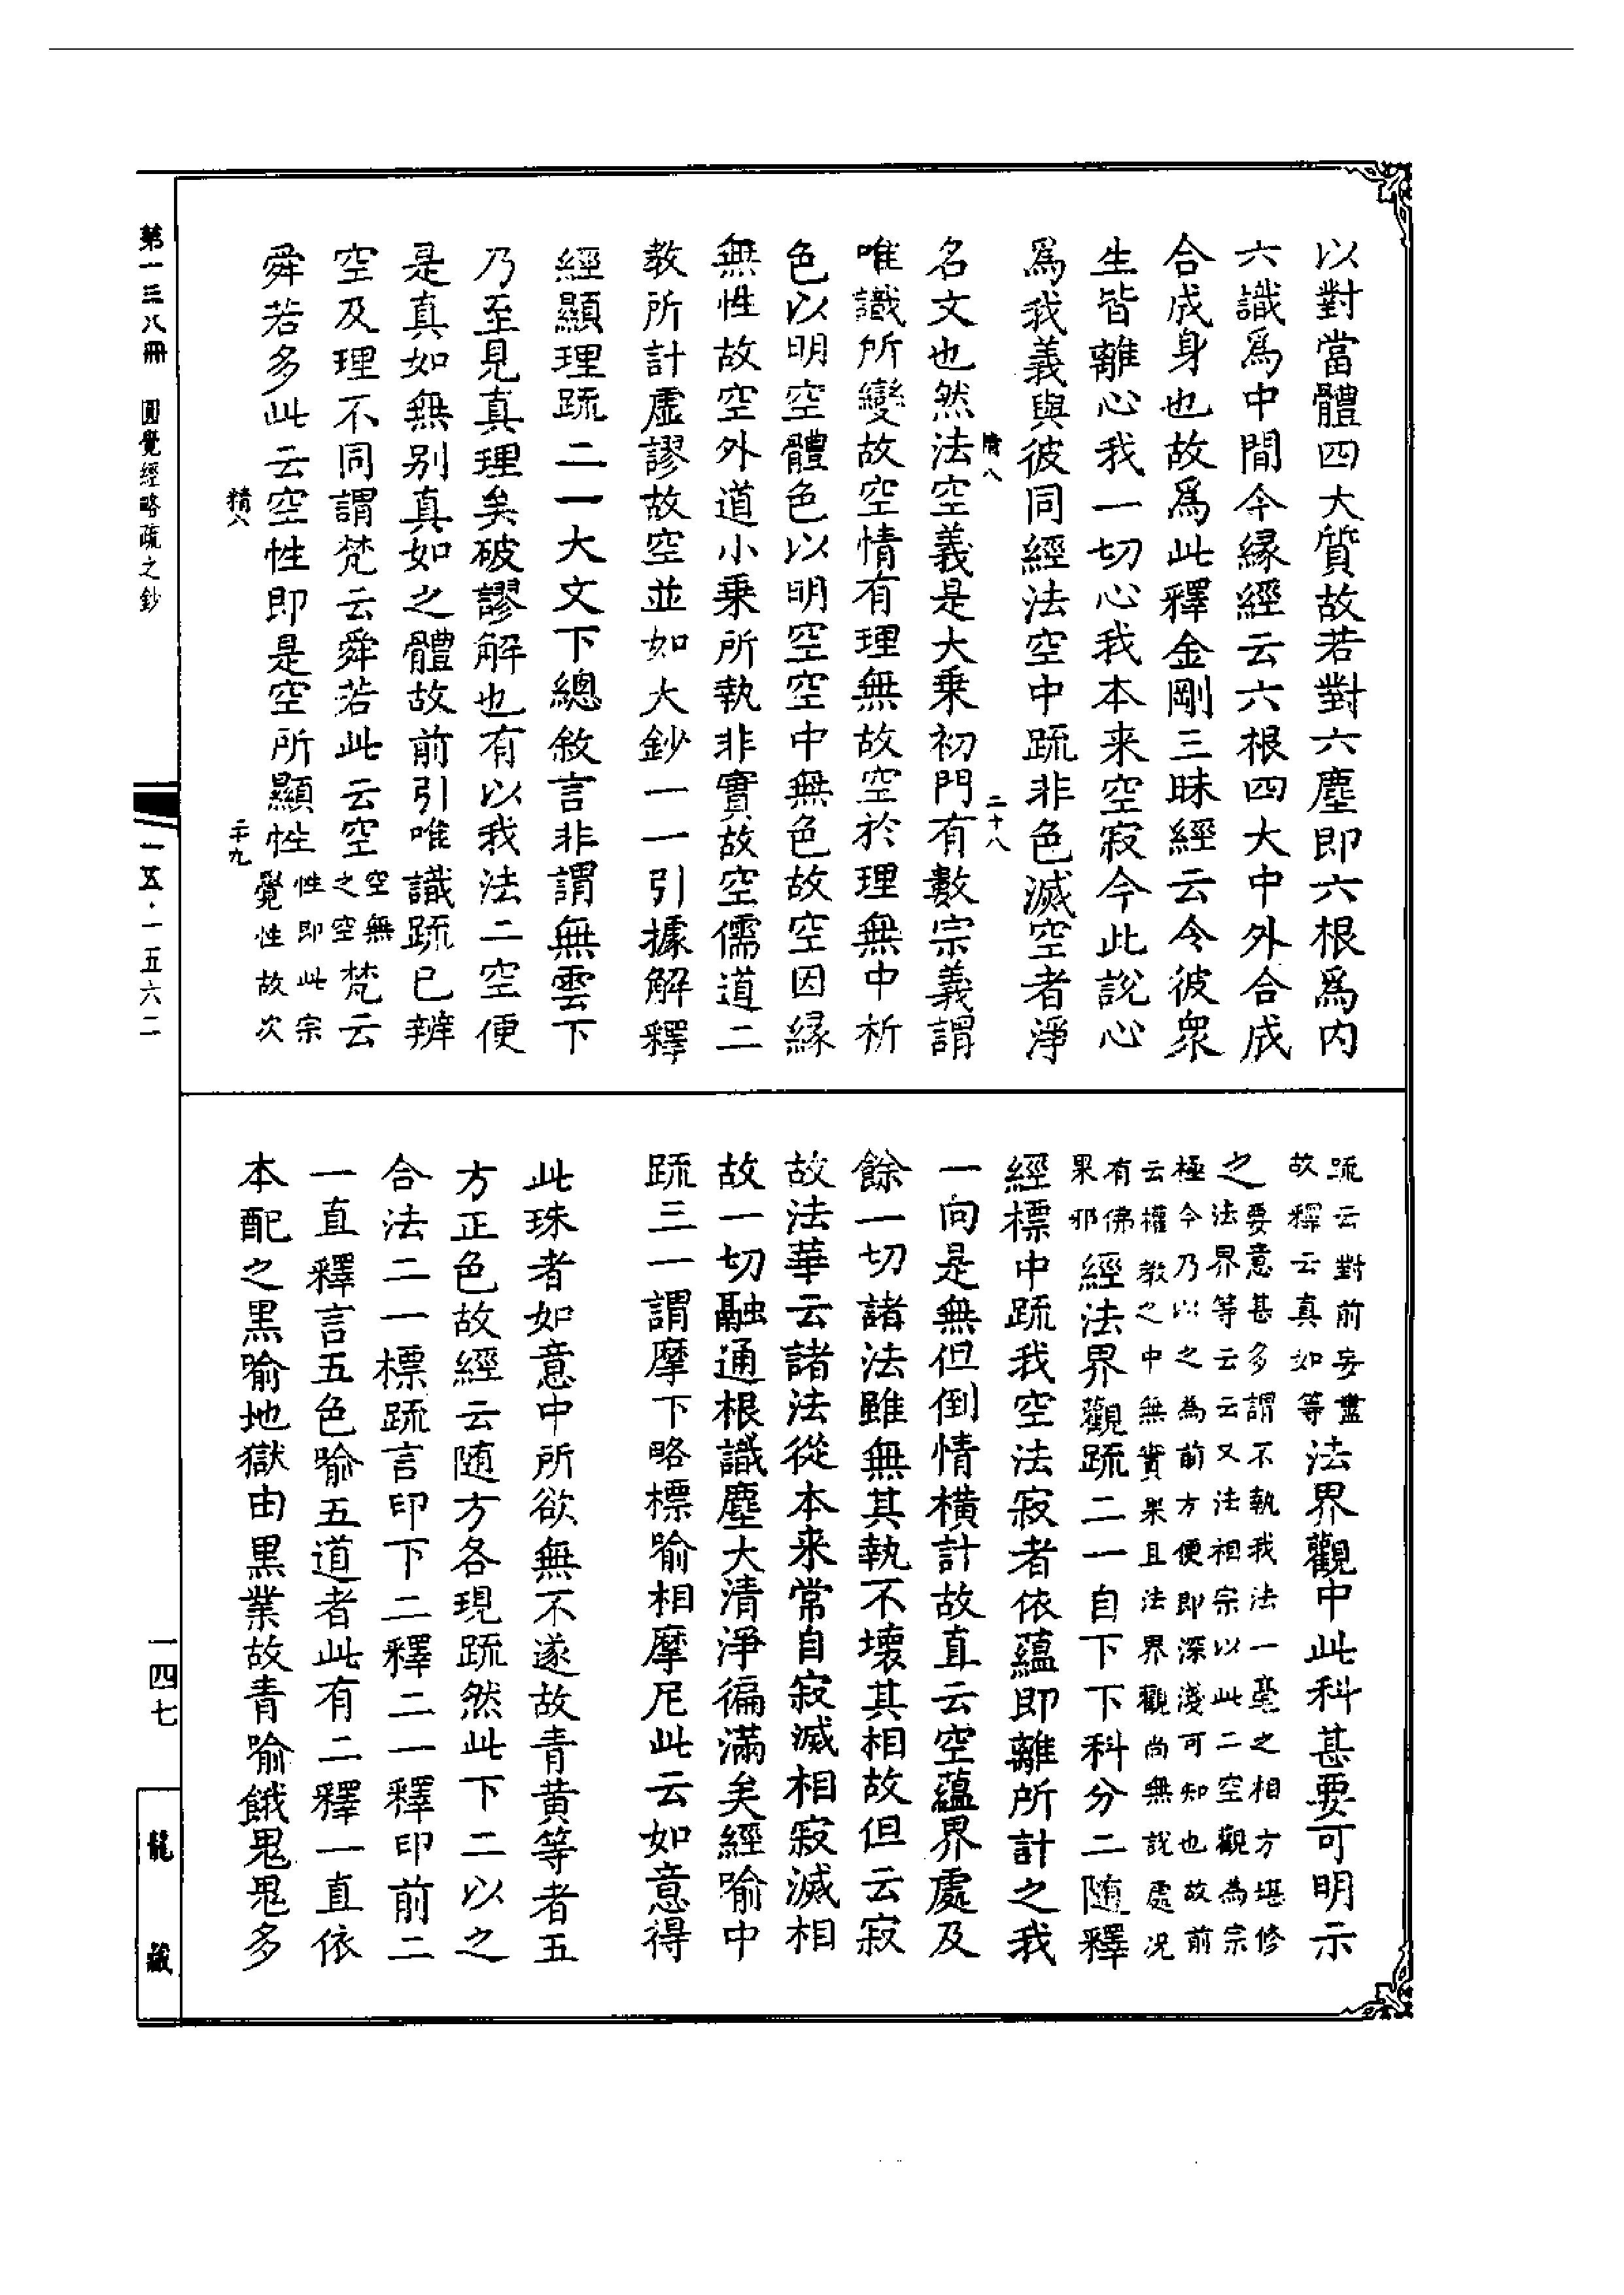 以對當體四大質故若對六塵即六根爲内
六識爲中間今縁經云六根四大中外合成
合成身也故爲此釋金剛三昧經云令彼衆
生皆離心我一切心我本来空寂今此說心
爲我義與彼同經法空中䟽非色滅空者淨
精八
二十八
名文也然法空義是大乗初門有數宗義謂
唯識所變故空情有理無故空於理無中析
色以明空體色以明空空中無色故空因縁
無性故空外道小乗所執非實故空儒道二
教所計虛謬故空並如大鈔一一引據解釋
經顯理䟽二一大文下總敘言非謂無雲下
乃至見真理矣破謬解也有以我法二空便
是真如無别真如之體故前引唯識䟽已辨
空及理不同謂梵云舜若此云空空無之空梵云
舜若多此云空性即是空所顯性性即此宗覺性故次
精八
二十九
䟽云對前妄盡故釋云真如等法界觀中此科甚要可明示
之要意甚多謂不執我法一毫之相方堪修法界等云云又法相宗以此二空觀為宗
極今乃以之為前方便即深淺可知也故前云權教之中無實果且法界觀尚無說處况
有佛果耶經法界觀䟽二一自下下科分二随釋
經標中䟽我空法寂者依蘊即離所計之我
一向是無但倒情橫計故直云空蘊界處及
餘一切諸法雖無其執不壊其相故但云寂
故法華云諸法從本来常自寂滅相寂滅相
故一切融通根識塵大清淨徧滿矣經喻中
䟽三一謂摩下略標喻相摩尼此云如意得
此珠者如意中所欲無不遂故青黄等者五
方正色故經云随方各現䟽然此下二以之
合法二一標䟽言印下二釋二一釋印前二
一直釋言五色喻五道者此有二釋一直依
本配之黒喻地獄由黒業故青喻餓鬼鬼多
第一三八冊
圓覺經略疏之鈔
一五·一五六二
一四七
龍藏